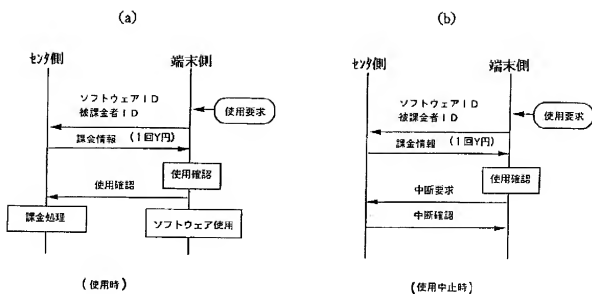 (a)
ｾﾝﾀ側
端末側
ソフトウェアID
被課金者ID
使用要求
課金情報 (1回Y円)
使用確認
使用確認
課金処理
ソフトウェア使用
(使用時)
(b)
ｾﾝﾀ側
端末側
ソフトウェアID
被課金者ID
使用要求
課金情報 (1回Y円)
使用確認
中断要求
中断確認
(使用中止時)